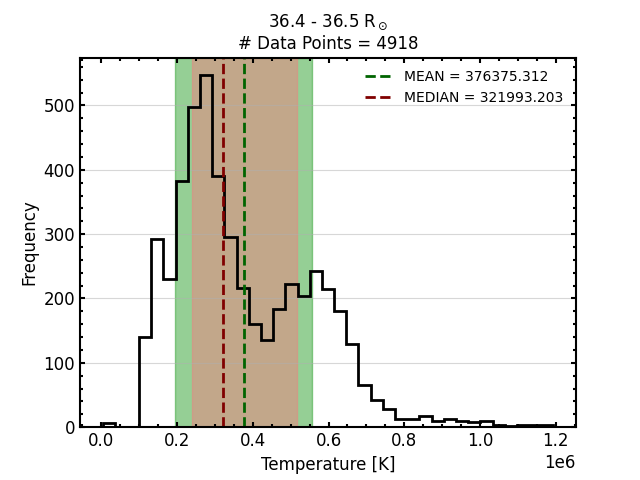 36.4 - 36.5 R⊙
# Data Points = 4918
MEAN = 376375.312
MEDIAN = 321993.203
Frequency
500
400
300
200
100
0
0.0 0.2 0.4 0.6 0.8 1.0 1.2
1e6
Temperature [K]